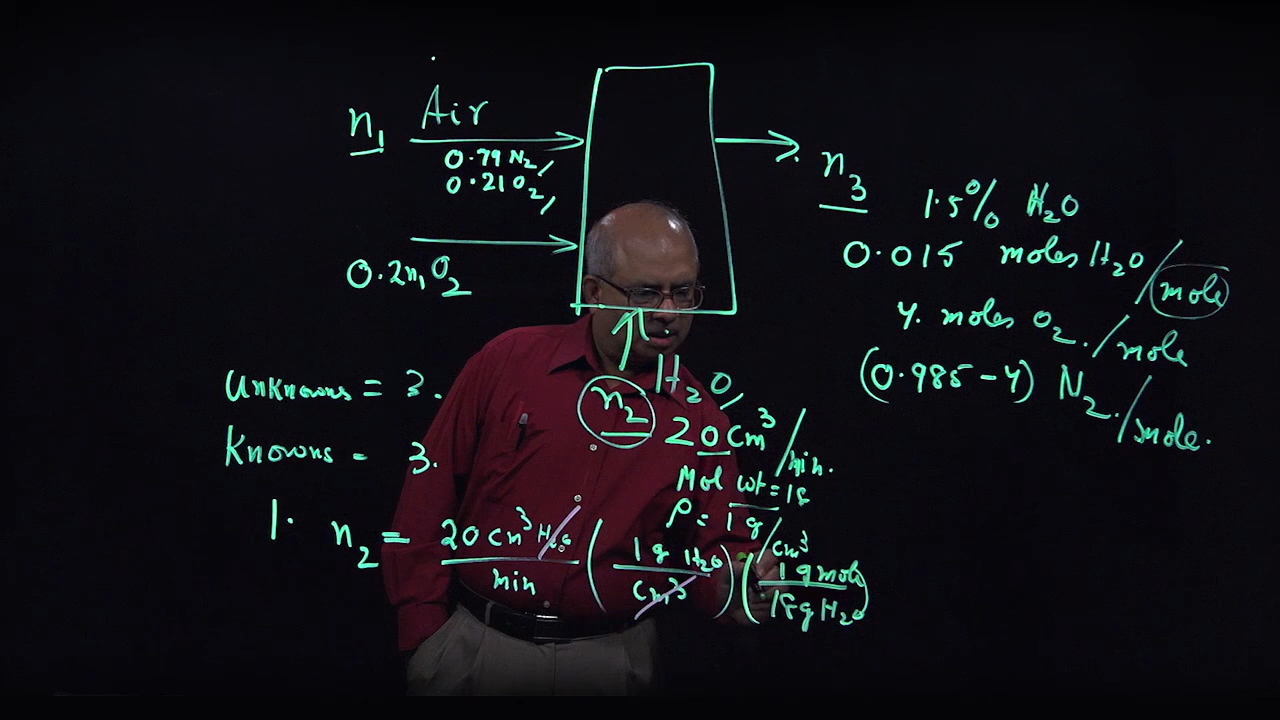 n₁ Air
0.79 N₂
0.21 O₂
0.2n₁ O₂
n₃ 1.5% H₂O
0.015 moles H₂O/mole
y. moles O₂./mole
(0.985-y) N₂./mole.
Unknowns = 3.
Knowns = 3.
H₂O
n₂ 20 cm³/min.
Mol wt = 18
ρ = 1 g/cm³
1. n₂ = 20 cm³ H₂O/min (1 g H₂O/cm³) (1 g mole/18 g H₂O)